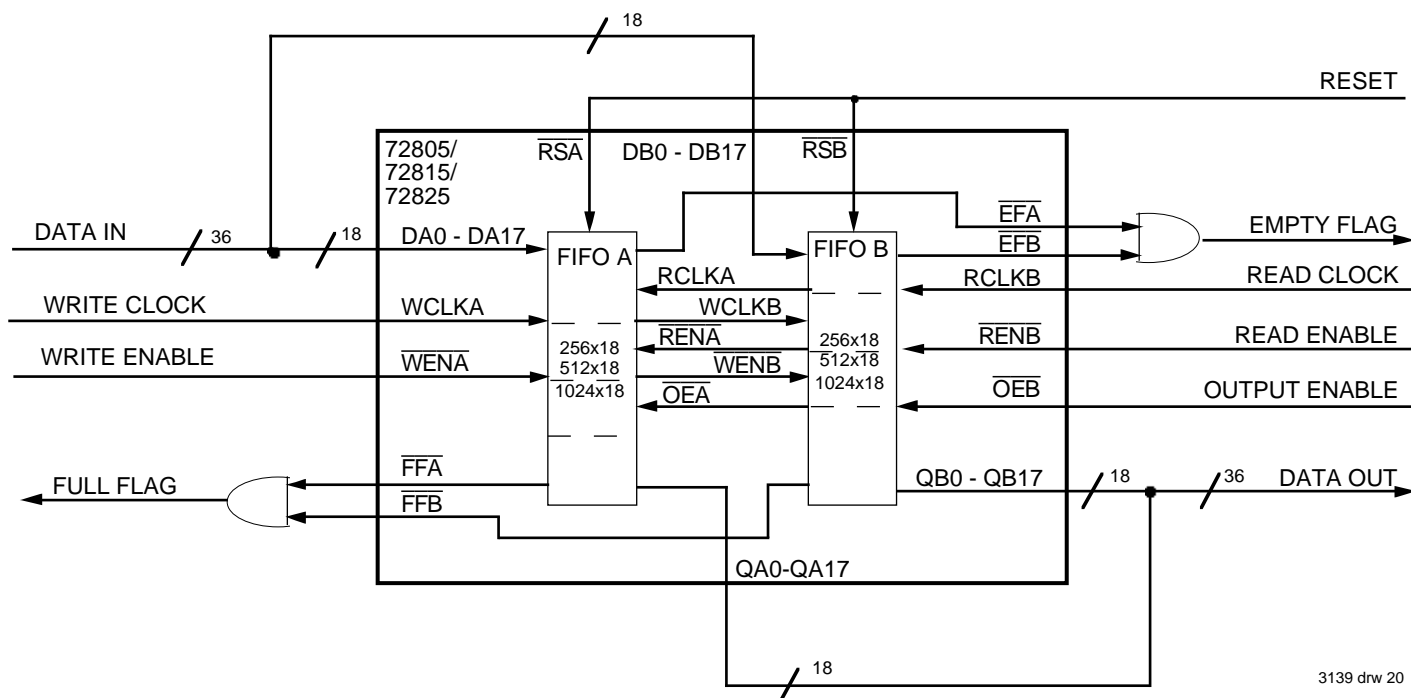 18
RESET
72805/
72815/
72825
RSA
DB0 - DB17
RSB
DATA IN
36
18
DA0 - DA17
FIFO A
FIFO B
EFA
EFB
EMPTY FLAG
RCLKA
RCLKB
READ CLOCK
WRITE CLOCK
WCLKA
WCLKB
WRITE ENABLE
WENA
256x18
512x18
1024x18
RENA
WENB
OEA
256x18
512x18
1024x18
RENB
READ ENABLE
OEB
OUTPUT ENABLE
FULL FLAG
FFA
FFB
QB0 - QB17
18
36
DATA OUT
QA0-QA17
18
3139 drw 20